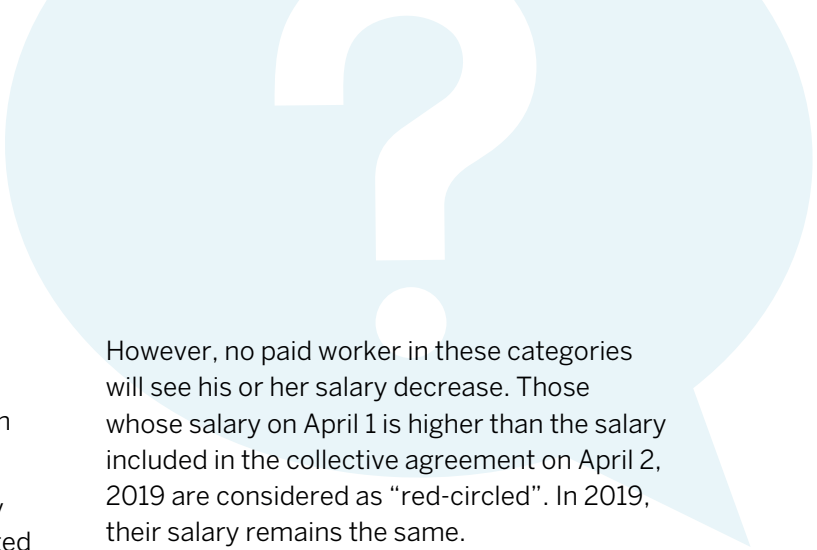 However, no paid worker in these categories
will see his or her salary decrease. Those
whose salary on April 1 is higher than the salary
included in the collective agreement on April 2,
2019 are considered as “red-circled”. In 2019,
their salary remains the same.